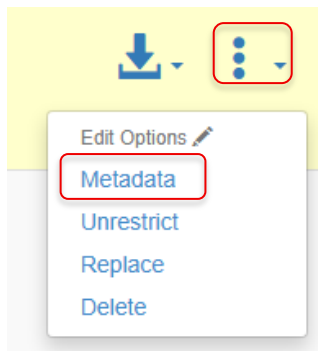 Edit Options
Metadata
Unrestrict
Replace
Delete